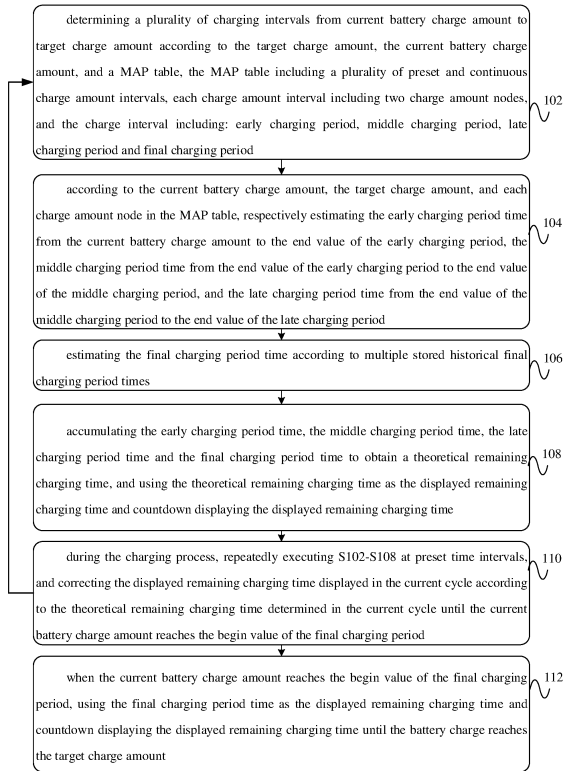 determining a plurality of charging intervals from current battery charge amount to
target charge amount according to the target charge amount, the current battery charge
amount, and a MAP table, the MAP table including a plurality of preset and continuous
charge amount intervals, each charge amount interval including two charge amount nodes,
and the charge interval including: early charging period, middle charging period, late
charging period and final charging period
102
according to the current battery charge amount, the target charge amount, and each
charge amount node in the MAP table, respectively estimating the early charging period time
from the current battery charge amount to the end value of the early charging period, the
middle charging period time from the end value of the early charging period to the end value
of the middle charging period, and the late charging period time from the end value of the
middle charging period to the end value of the late charging period
104
estimating the final charging period time according to multiple stored historical final
charging period times
106
accumulating the early charging period time, the middle charging period time, the late
charging period time and the final charging period time to obtain a theoretical remaining
charging time, and using the theoretical remaining charging time as the displayed remaining
charging time and countdown displaying the displayed remaining charging time
108
during the charging process, repeatedly executing S102-S108 at preset time intervals,
and correcting the displayed remaining charging time displayed in the current cycle according
to the theoretical remaining charging time determined in the current cycle until the current
battery charge amount reaches the begin value of the final charging period
110
when the current battery charge amount reaches the begin value of the final charging
period, using the final charging period time as the displayed remaining charging time and
countdown displaying the displayed remaining charging time until the battery charge reaches
the target charge amount
112